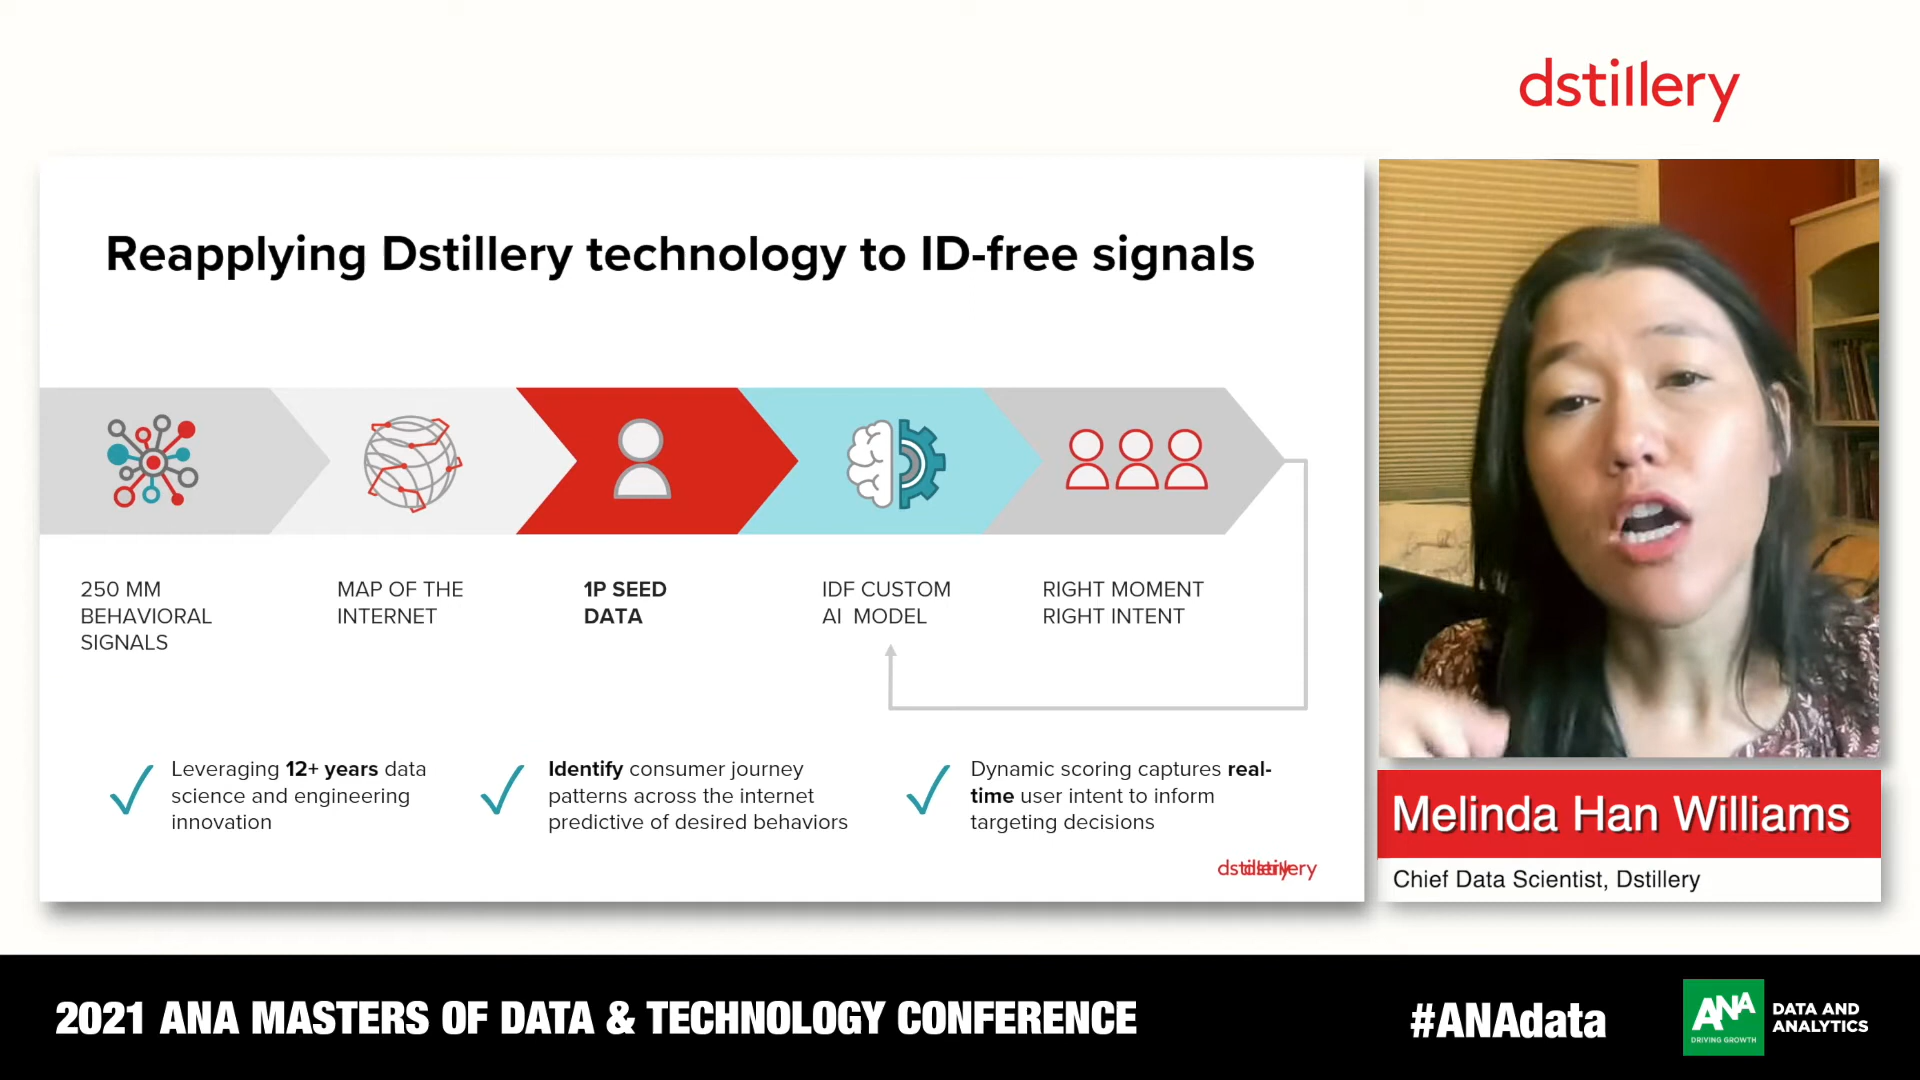 dstillery
Reapplying Dstillery technology to ID-free signals
250 MM
BEHAVIORAL
SIGNALS
MAP OF THE
INTERNET
1P SEED
DATA
IDF CUSTOM
AI MODEL
RIGHT MOMENT
RIGHT INTENT
Leveraging 12+ years data
science and engineering
innovation
Identify consumer journey
patterns across the internet
predictive of desired behaviors
Dynamic scoring captures real-
time user intent to inform
targeting decisions
dstillery
dstillery
Melinda Han Williams
Chief Data Scientist, Dstillery
2021 ANA MASTERS OF DATA & TECHNOLOGY CONFERENCE
#ANAdata
ANA
DRIVING GROWTH
DATA AND
ANALYTICS